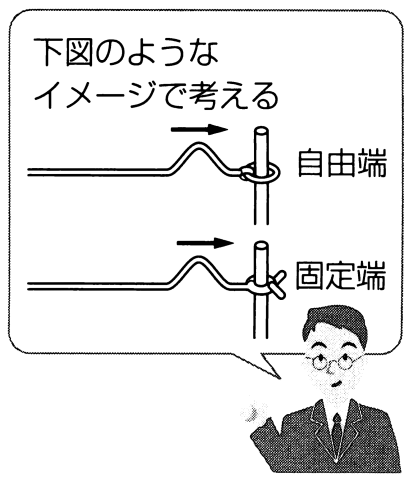 下図のような
イメージで考える
自由端
固定端